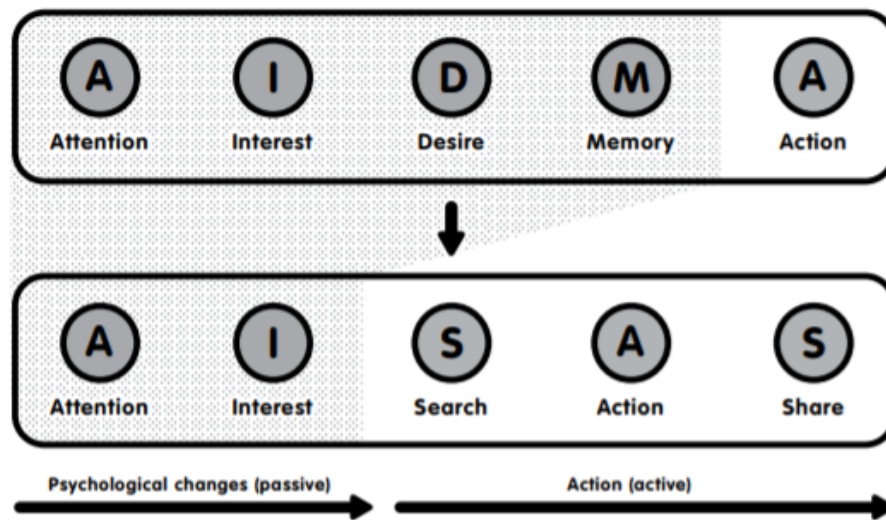 A I D M A
Attention Interest Desire Memory Action
A I S A S
Attention Interest Search Action Share
Psychological changes (passive) Action (active)